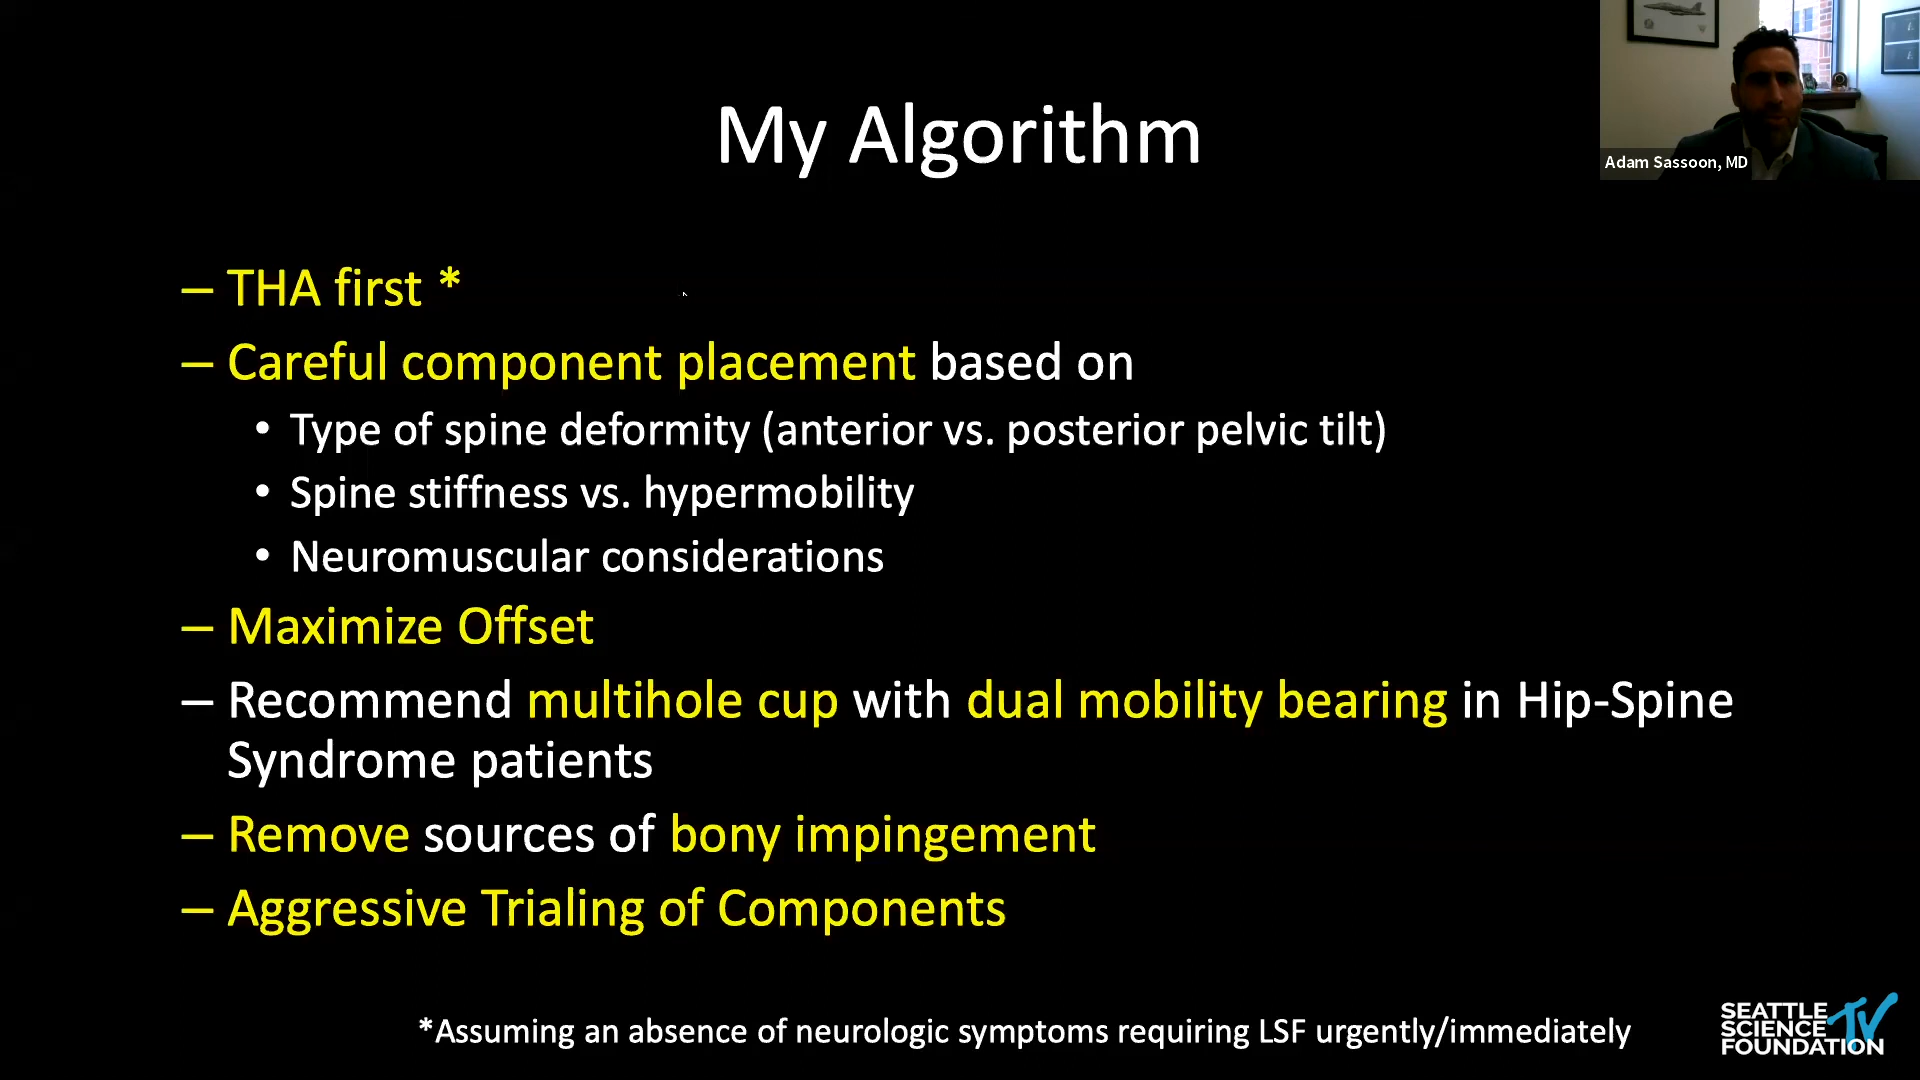 My Algorithm
Adam Sassoon, MD
– THA first *
– Careful component placement based on
• Type of spine deformity (anterior vs. posterior pelvic tilt)
• Spine stiffness vs. hypermobility
• Neuromuscular considerations
– Maximize Offset
– Recommend multihole cup with dual mobility bearing in Hip-Spine
Syndrome patients
– Remove sources of bony impingement
– Aggressive Trialing of Components
*Assuming an absence of neurologic symptoms requiring LSF urgently/immediately
SEATTLE
SCIENCE
FOUNDATION
TV